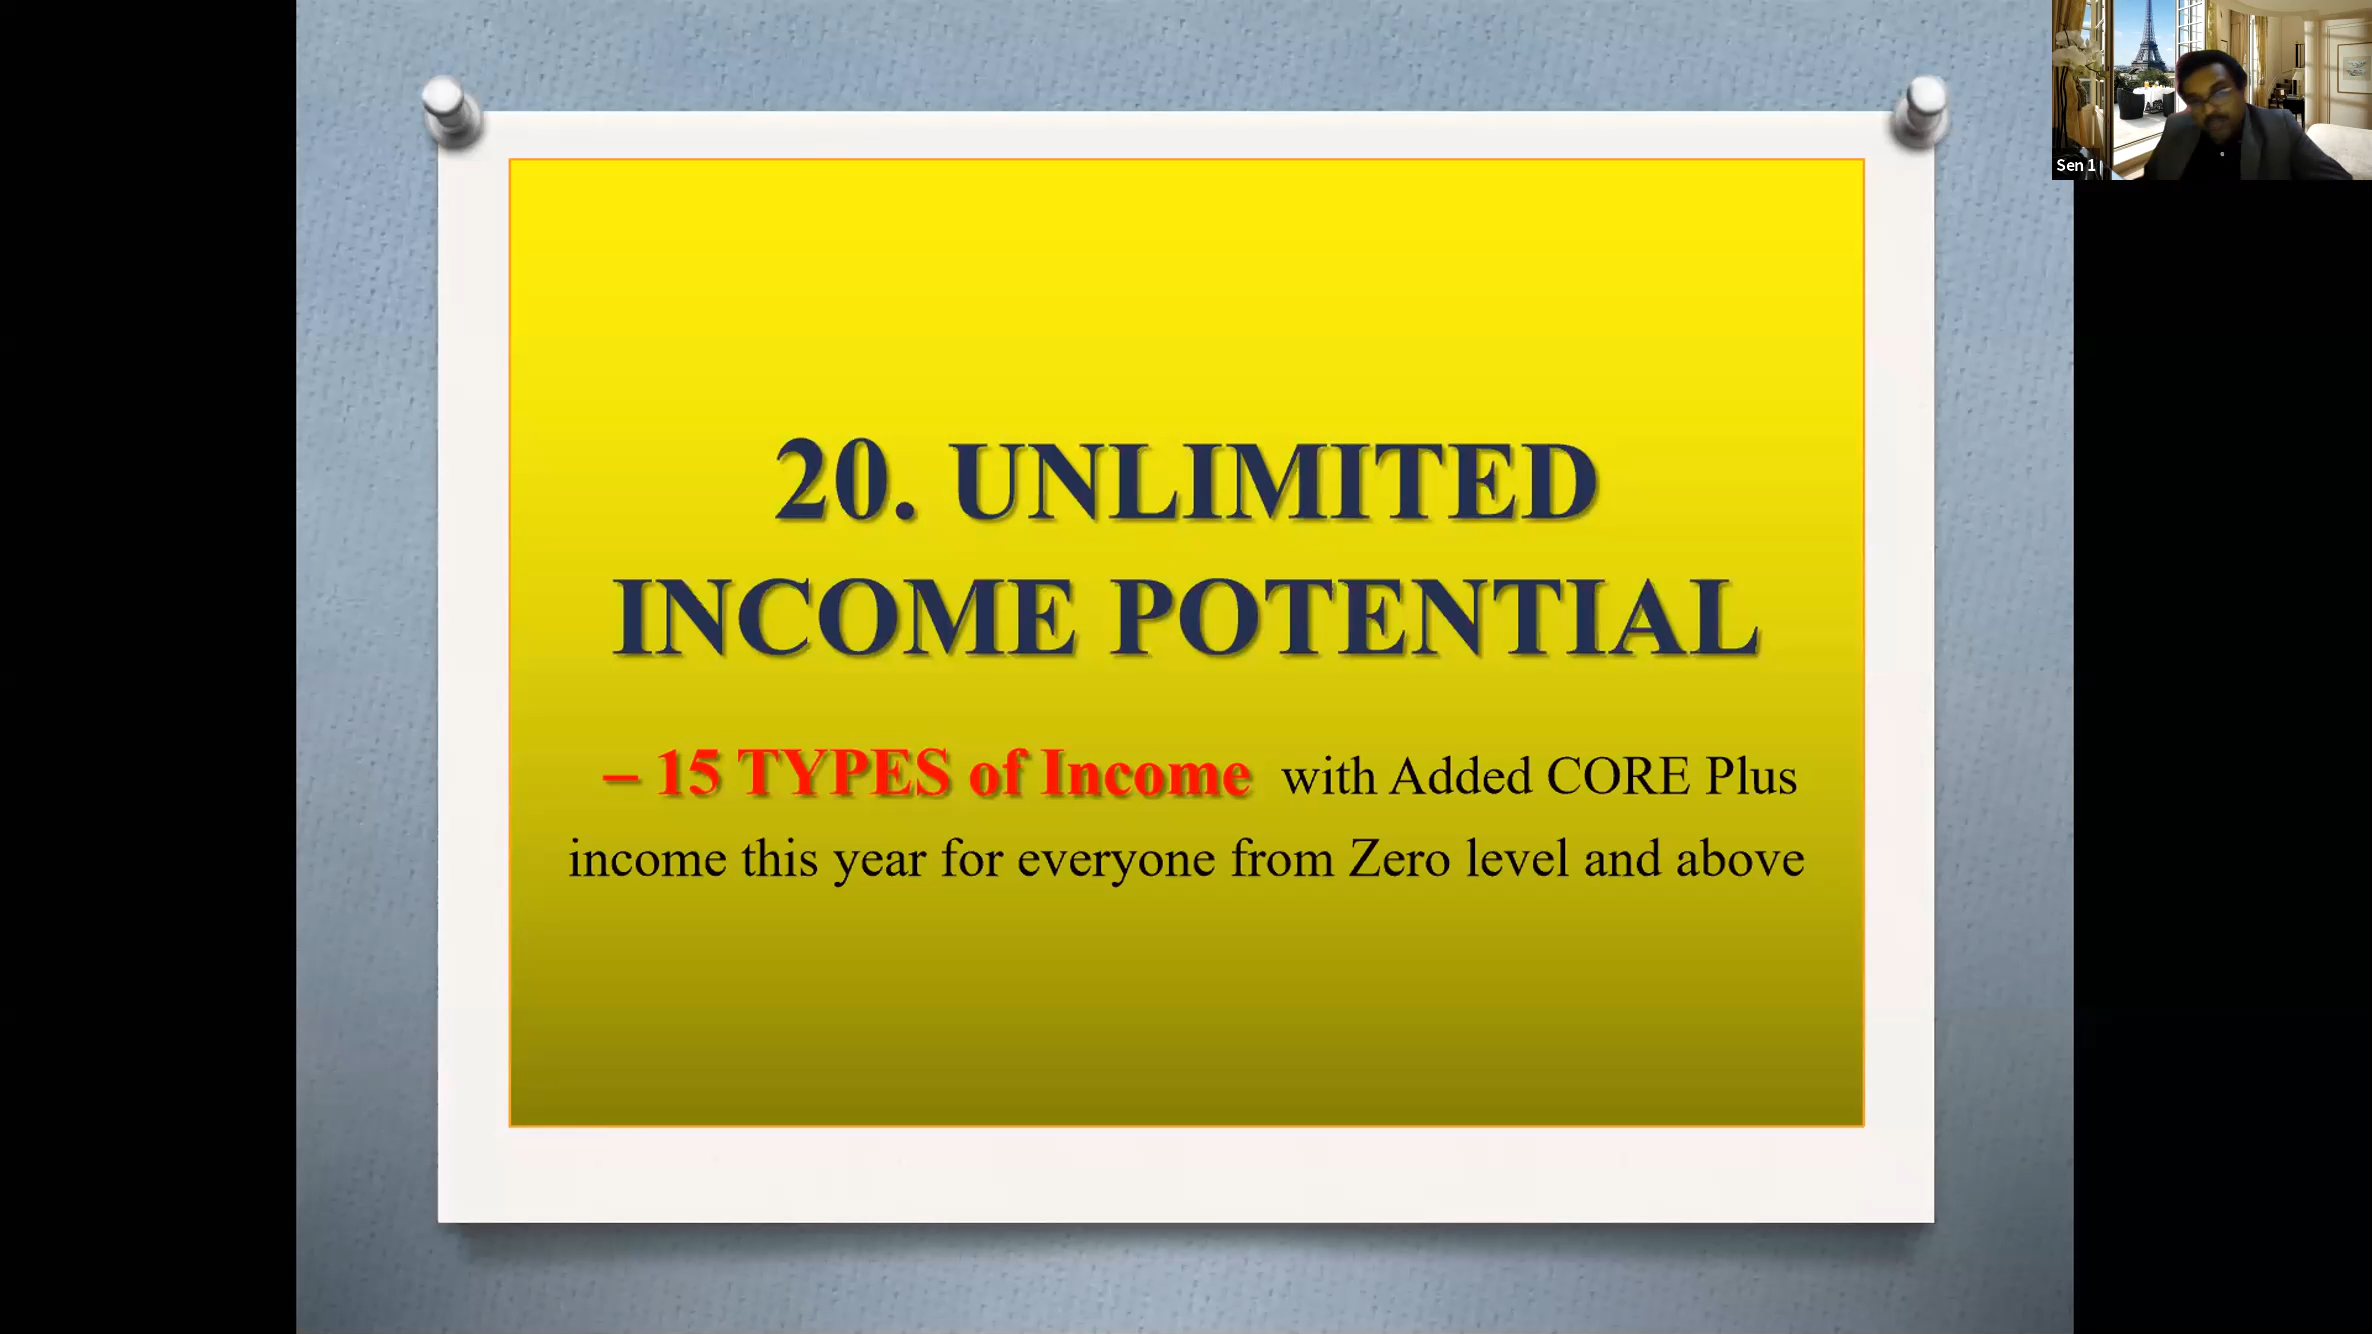 20. UNLIMITED
INCOME POTENTIAL
– 15 TYPES of Income with Added CORE Plus
income this year for everyone from Zero level and above
Sen 1